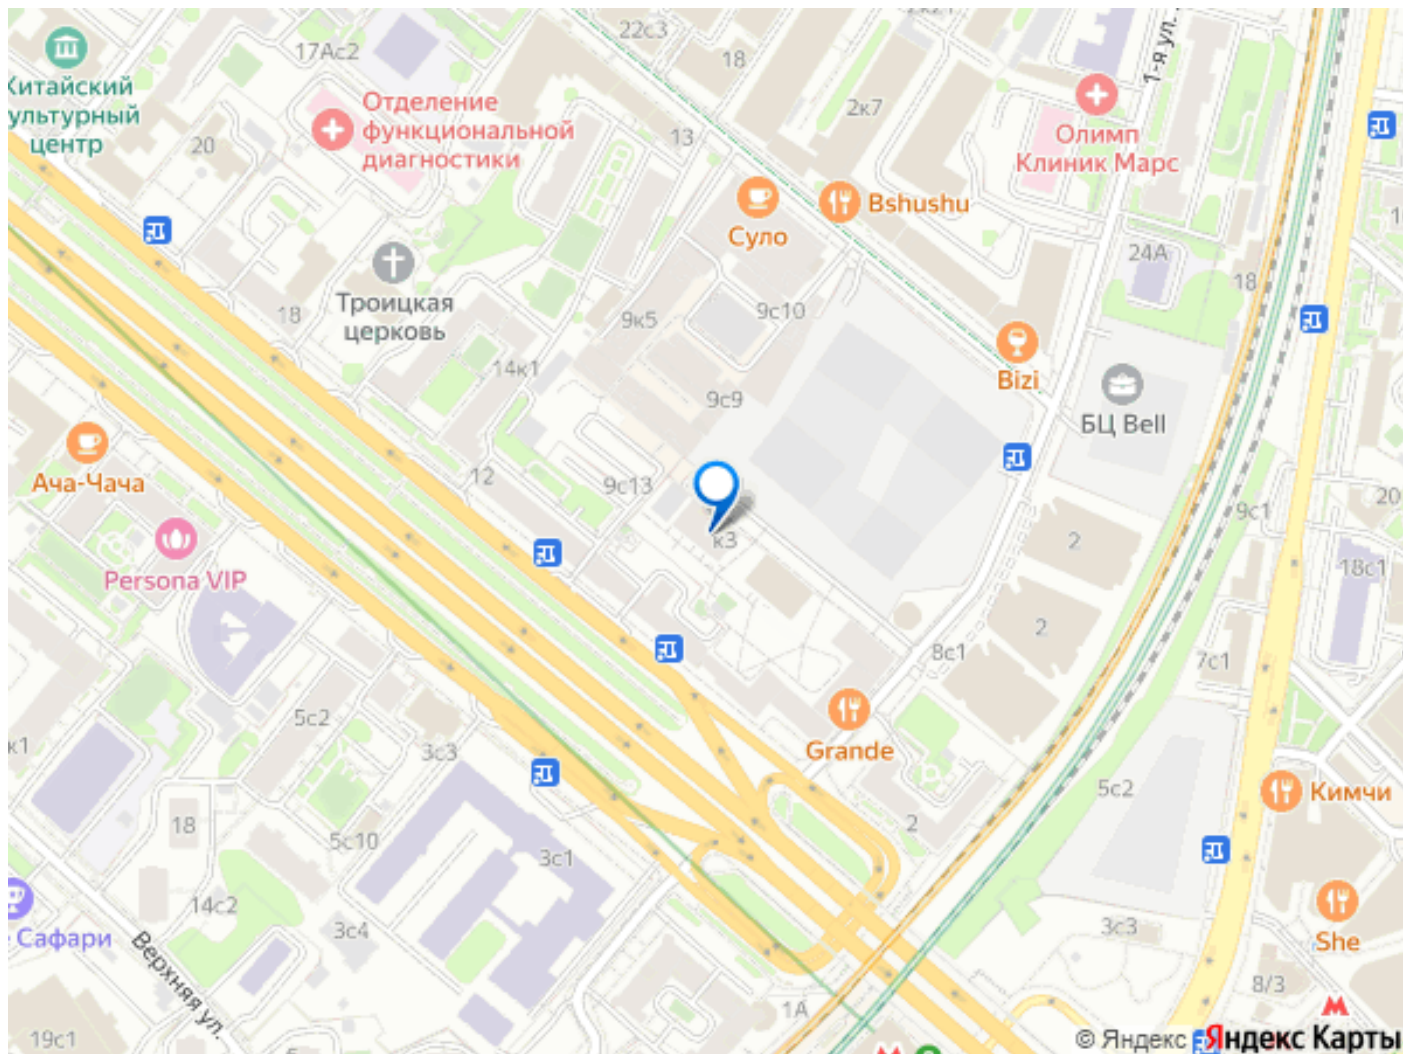 22с3
17Ас2
18
1-я ул.
Китайский
культурный
центр
Отделение
функциональной
диагностики
2к7
Олимп
Клиник Марс
20
13
Bshushu
Суло
24А
18
Троицкая
церковь
18
9к5
9с10
14к1
Bizi
9с9
БЦ Bell
Ача-Чача
12
9с13
20
9с1
к3
2
18с1
Persona VIP
2
8с1
7с1
5с2
к1
3с3
Grande
5с2
Кимчи
18
5с10
2
3с1
14с2
3с4
3с3
She
Сафари
Верхняя ул.
8/3
1А
19с1
© Яндекс Яндекс Карты